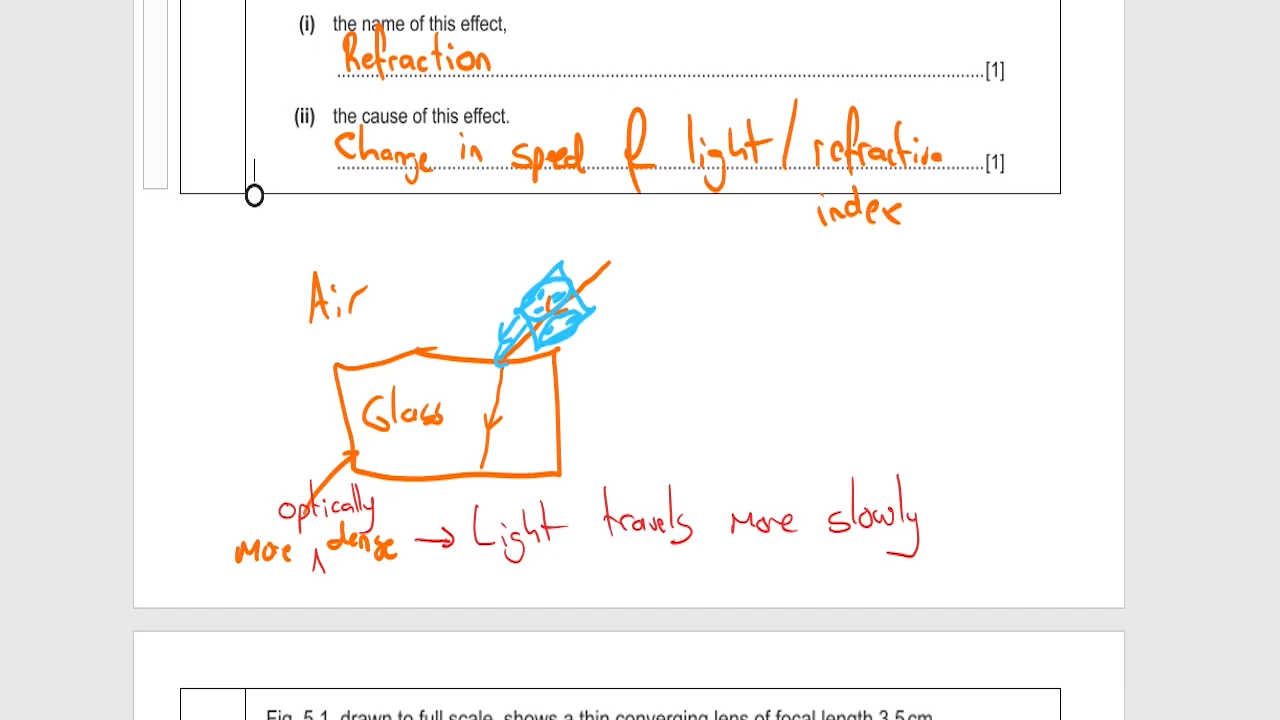 (i) the name of this effect,
Refraction
[1]
(ii) the cause of this effect.
Change in speed of light / refractive
[1]
index
Air
Glass
optically
more ^ dense → Light travels more slowly
Fig. 5.1, drawn to full scale, shows a thin converging lens of focal length 3.5 cm.